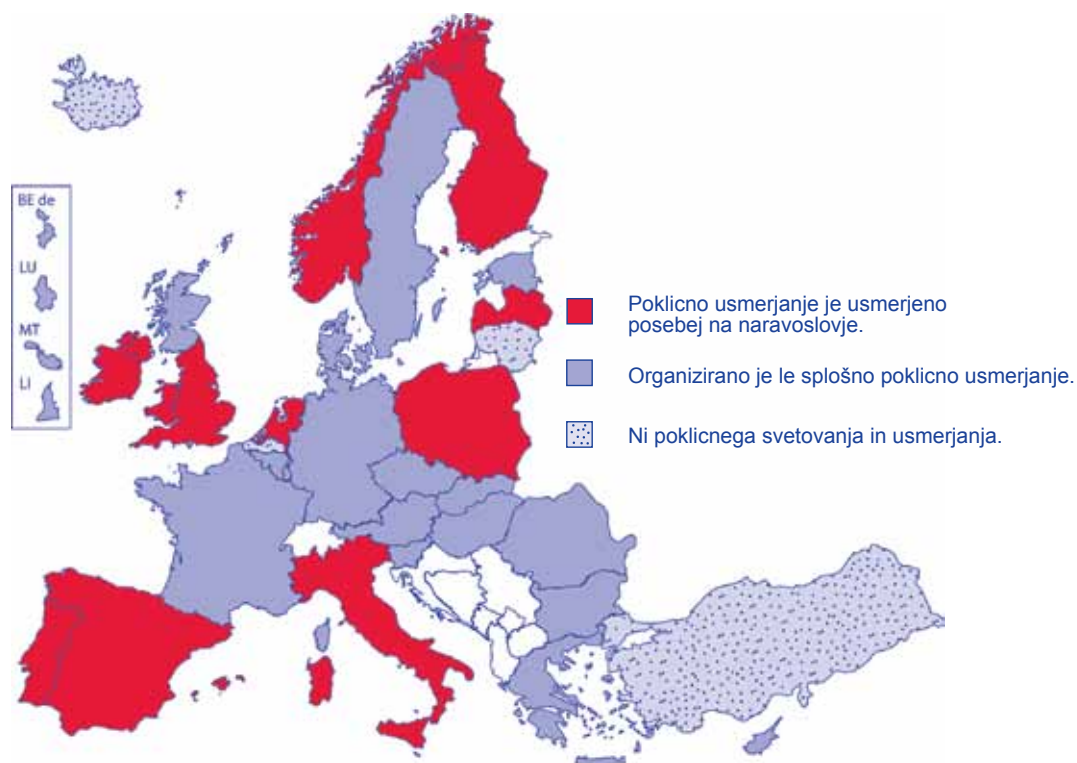 BE de
LU
MT
LI
Poklicno usmerjanje je usmerjeno
posebej na naravoslovje.
Organizirano je le splošno poklicno usmerjanje.
Ni poklicnega svetovanja in usmerjanja.